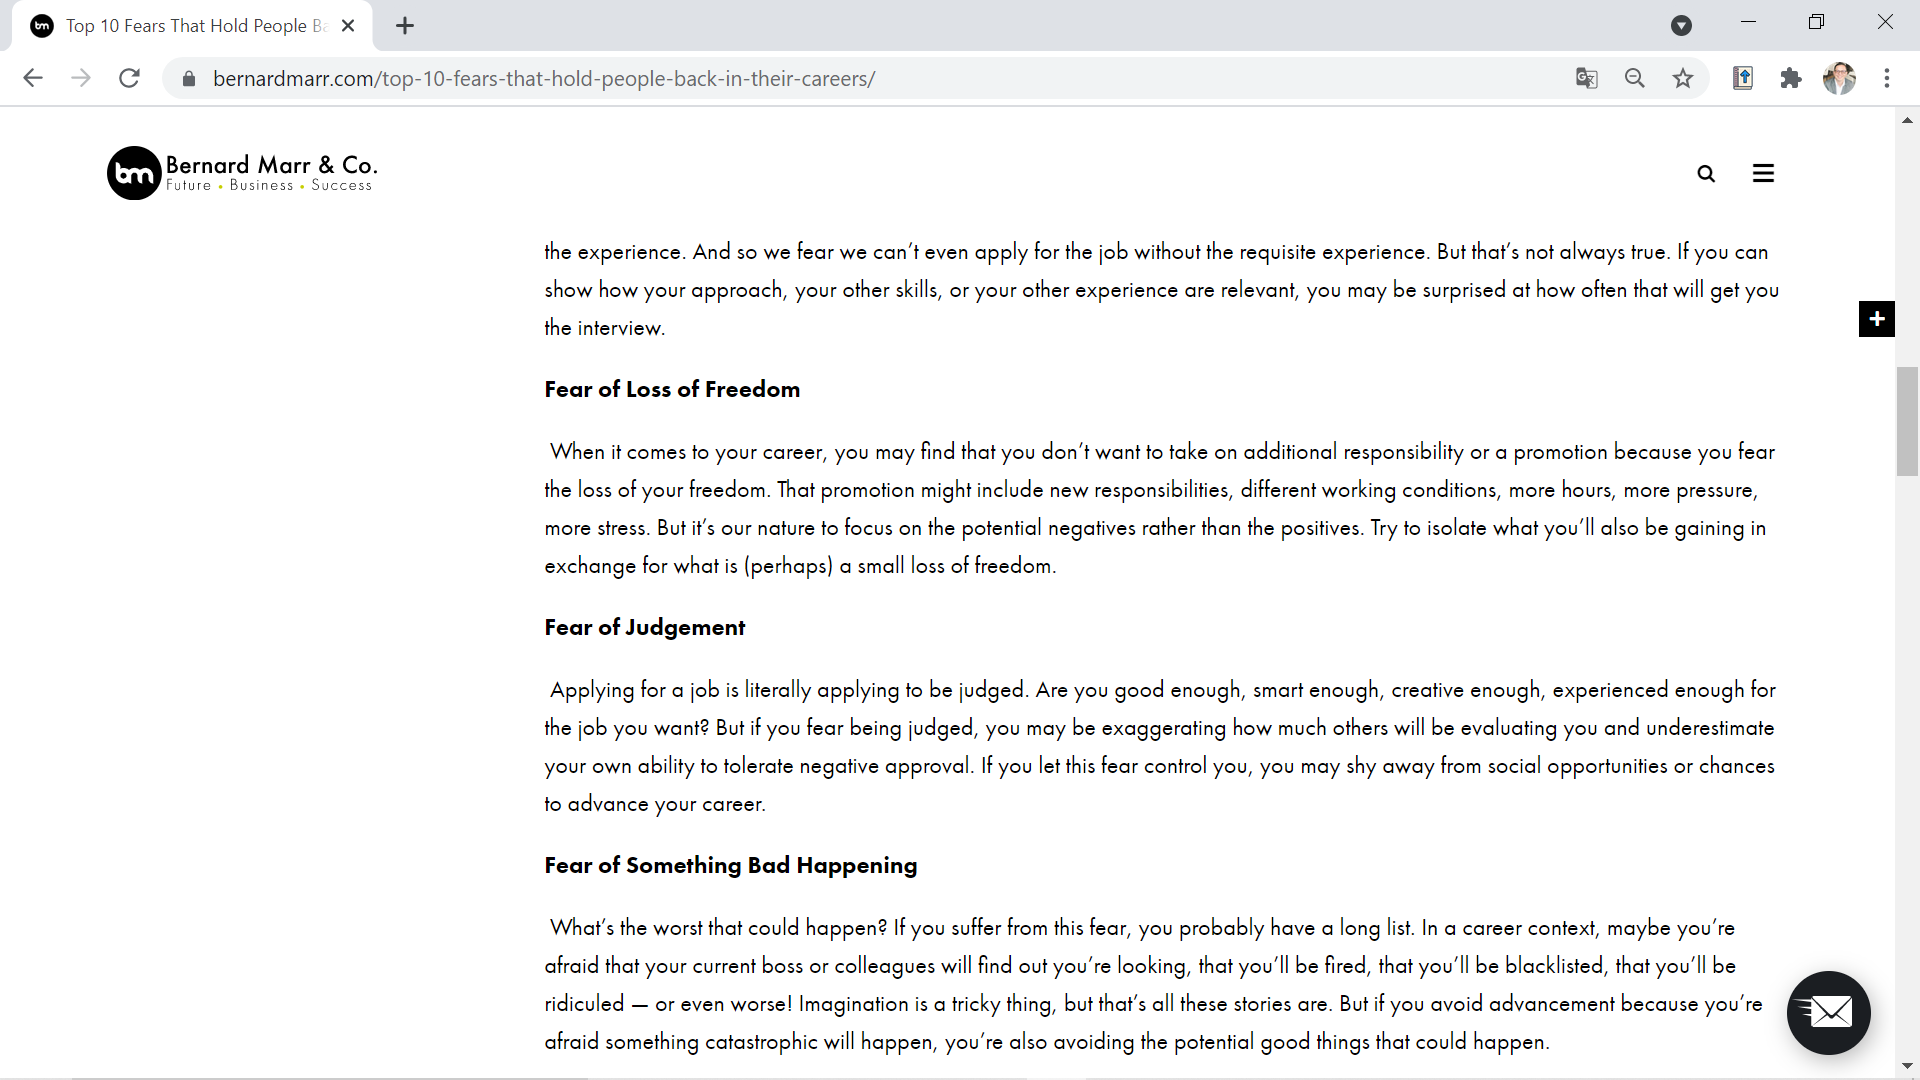 Top 10 Fears That Hold People
bernardmarr.com/top-10-fears-that-hold-people-back-in-their-careers/
bm Bernard Marr & Co.
Future • Business • Success
the experience. And so we fear we can’t even apply for the job without the requisite experience. But that’s not always true. If you can
show how your approach, your other skills, or your other experience are relevant, you may be surprised at how often that will get you
the interview.
Fear of Loss of Freedom
When it comes to your career, you may find that you don’t want to take on additional responsibility or a promotion because you fear
the loss of your freedom. That promotion might include new responsibilities, different working conditions, more hours, more pressure,
more stress. But it’s our nature to focus on the potential negatives rather than the positives. Try to isolate what you’ll also be gaining in
exchange for what is (perhaps) a small loss of freedom.
Fear of Judgement
Applying for a job is literally applying to be judged. Are you good enough, smart enough, creative enough, experienced enough for
the job you want? But if you fear being judged, you may be exaggerating how much others will be evaluating you and underestimate
your own ability to tolerate negative approval. If you let this fear control you, you may shy away from social opportunities or chances
to advance your career.
Fear of Something Bad Happening
What’s the worst that could happen? If you suffer from this fear, you probably have a long list. In a career context, maybe you’re
afraid that your current boss or colleagues will find out you’re looking, that you’ll be fired, that you’ll be blacklisted, that you’ll be
ridiculed — or even worse! Imagination is a tricky thing, but that’s all these stories are. But if you avoid advancement because you’re
afraid something catastrophic will happen, you’re also avoiding the potential good things that could happen.